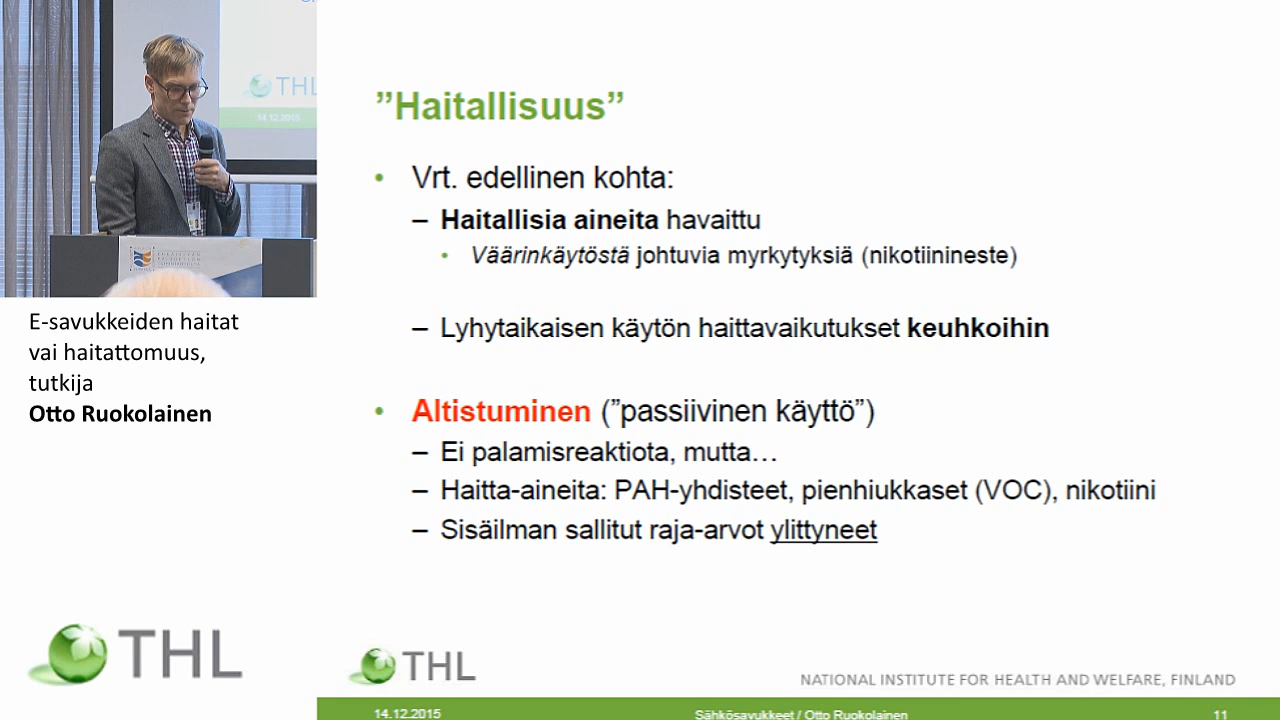 THL
14.12.2015
E-savukkeiden haitat
vai haitattomuus,
tutkija
Otto Ruokolainen
THL
”Haitallisuus”
• Vrt. edellinen kohta:
– Haitallisia aineita havaittu
• Väärinkäytöstä johtuvia myrkytyksiä (nikotiinineste)
– Lyhytaikaisen käytön haittavaikutukset keuhkoihin
• Altistuminen (”passiivinen käyttö”)
– Ei palamisreaktiota, mutta…
– Haitta-aineita: PAH-yhdisteet, pienhiukkaset (VOC), nikotiini
– Sisäilman sallitut raja-arvot ylittyneet
THL
NATIONAL INSTITUTE FOR HEALTH AND WELFARE, FINLAND
14.12.2015
Sähkösavukkeet / Otto Ruokolainen
11